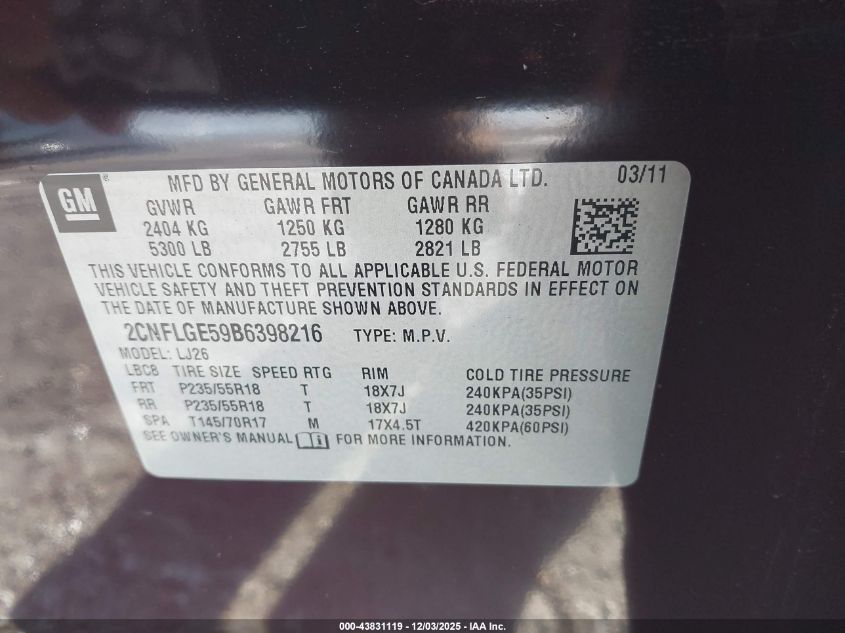 GM ® MFD BY GENERAL MOTORS OF CANADA LTD. 03/11
GVWR GAWR FRT GAWR RR
2404 KG 1250 KG 1280 KG
5300 LB 2755 LB 2821 LB
THIS VEHICLE CONFORMS TO ALL APPLICABLE U.S. FEDERAL MOTOR
VEHICLE SAFETY AND THEFT PREVENTION STANDARDS IN EFFECT ON
THE DATE OF MANUFACTURE SHOWN ABOVE.
2CNFLGE59B6398216 TYPE: M.P.V.
MODEL: LJ26
LBC8 TIRE SIZE SPEED RTG RIM COLD TIRE PRESSURE
FRT P235/55R18 T 18X7J 240KPA(35PSI)
RR P235/55R18 T 18X7J 240KPA(35PSI)
SPA T145/70R17 M 17X4.5T 420KPA(60PSI)
SEE OWNER'S MANUAL i FOR MORE INFORMATION.
000-43831119 - 12/03/2025 - IAA Inc.